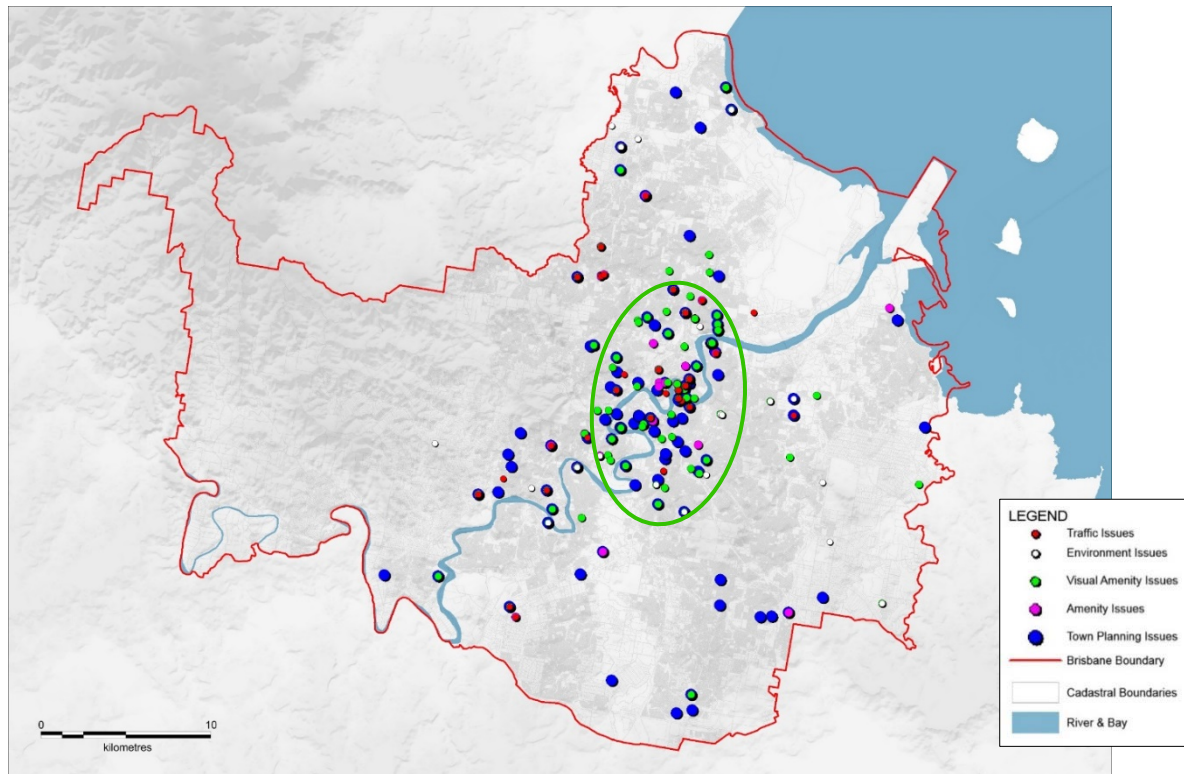 LEGEND
Traffic Issues
Environment Issues
Visual Amenity Issues
Amenity Issues
Town Planning Issues
Brisbane Boundary
Cadastral Boundaries
River & Bay
0 10
kilometres